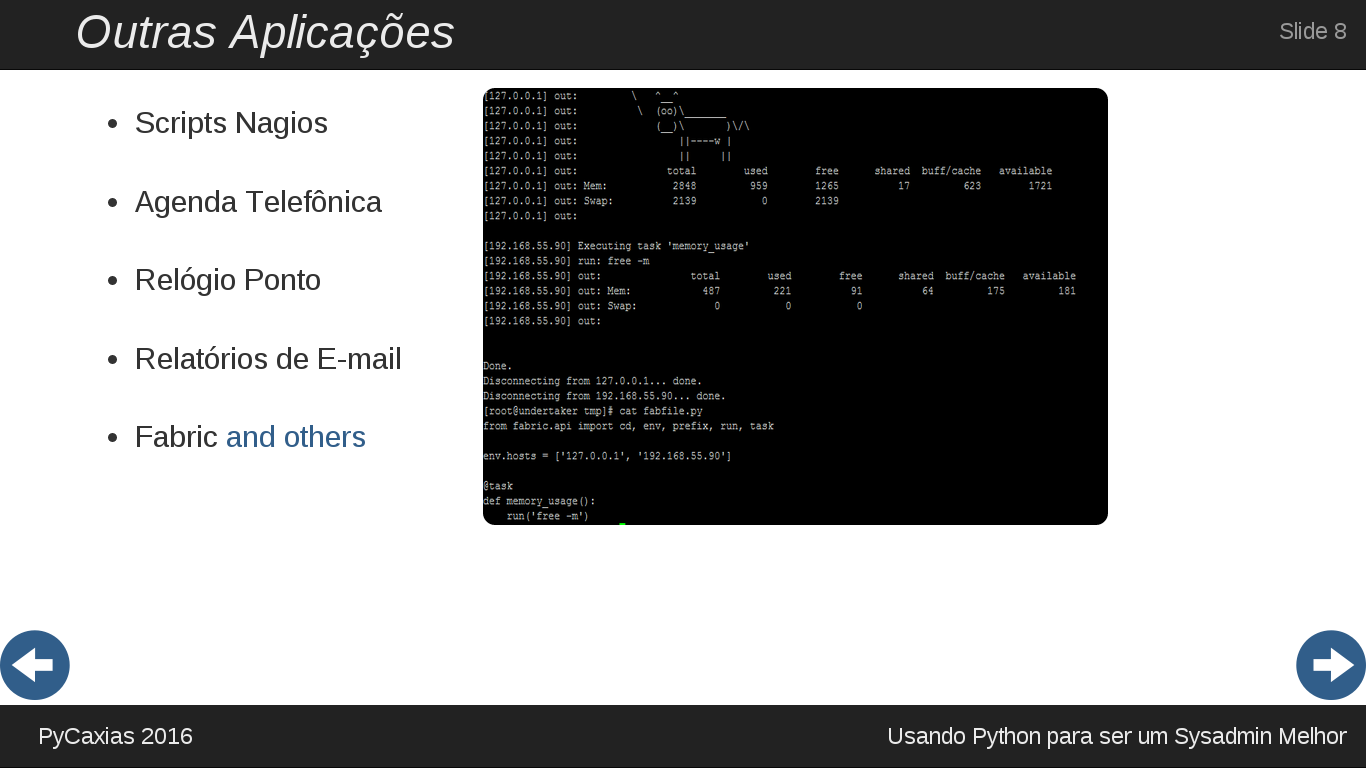 Outras Aplicações
Slide 8
Scripts Nagios
Agenda Telefônica
Relógio Ponto
Relatórios de E-mail
Fabric and others
[127.0.0.1] out:         \   ^__^
[127.0.0.1] out:          \  (oo)\_______
[127.0.0.1] out:             (__)\       )\/\
[127.0.0.1] out:                 ||----w |
[127.0.0.1] out:                 ||     ||
[127.0.0.1] out:               total        used        free      shared  buff/cache   available
[127.0.0.1] out: Mem:           2848         959        1265          17         623        1721
[127.0.0.1] out: Swap:          2139           0        2139
[127.0.0.1] out:
[192.168.55.90] Executing task 'memory_usage'
[192.168.55.90] run: free -m
[192.168.55.90] out:               total        used        free      shared  buff/cache   available
[192.168.55.90] out: Mem:            487         221          91          64         175         181
[192.168.55.90] out: Swap:             0           0           0
[192.168.55.90] out:
Done.
Disconnecting from 127.0.0.1... done.
Disconnecting from 192.168.55.90... done.
[root@undertaker tmp]# cat fabfile.py
from fabric.api import cd, env, prefix, run, task
env.hosts = ['127.0.0.1', '192.168.55.90']
@task
def memory_usage():
    run('free -m')
PyCaxias 2016
Usando Python para ser um Sysadmin Melhor